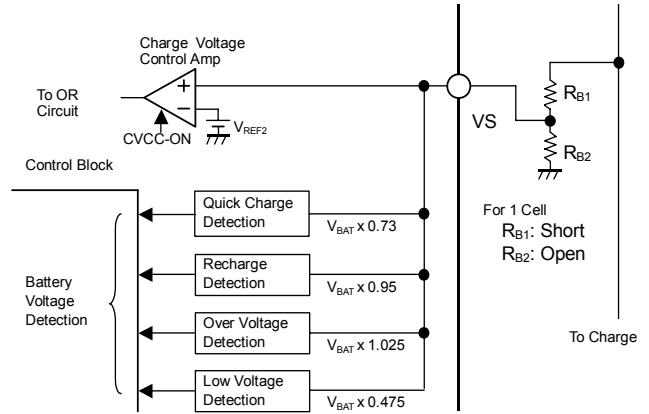 Charge Voltage
Control Amp
To OR
Circuit
+
−
CVCC-ON
VREF2
VS
RB1
RB2
Control Block
For 1 Cell
RB1: Short
RB2: Open
Quick Charge
Detection
VBAT x 0.73
Recharge
Detection
VBAT x 0.95
Battery
Voltage
Detection
Over Voltage
Detection
VBAT x 1.025
To Charge
Low Voltage
Detection
VBAT x 0.475